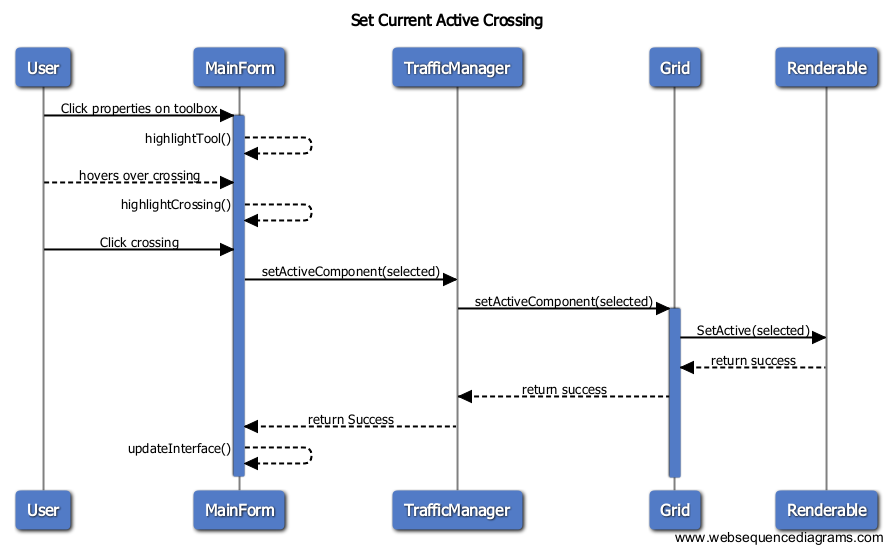 Set Current Active Crossing
User MainForm TrafficManager Grid Renderable
Click properties on toolbox
highlightTool()
hovers over crossing
highlightCrossing()
Click crossing
setActiveComponent(selected)
setActiveComponent(selected)
SetActive(selected)
return success
return success
return Success
updateInterface()
User MainForm TrafficManager Grid Renderable
www.websequencediagrams.com